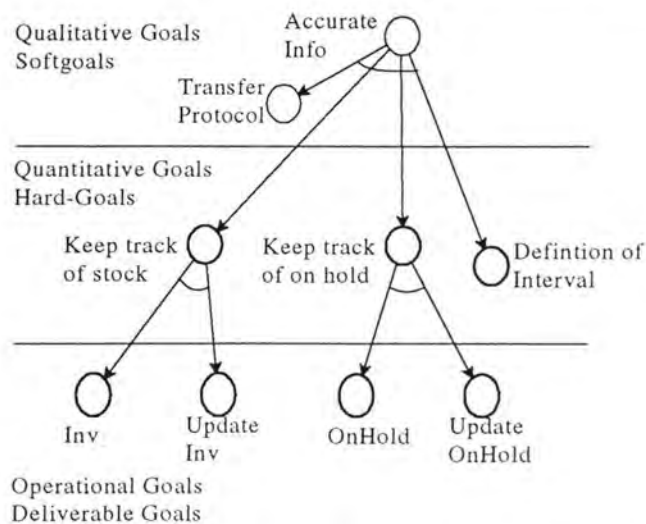 Qualitative Goals
Softgoals
Accurate
Info
Transfer
Protocol
Quantitative Goals
Hard-Goals
Keep track
of stock
Keep track
of on hold
Defintion of
Interval
Inv
Update
Inv
OnHold
Update
OnHold
Operational Goals
Deliverable Goals